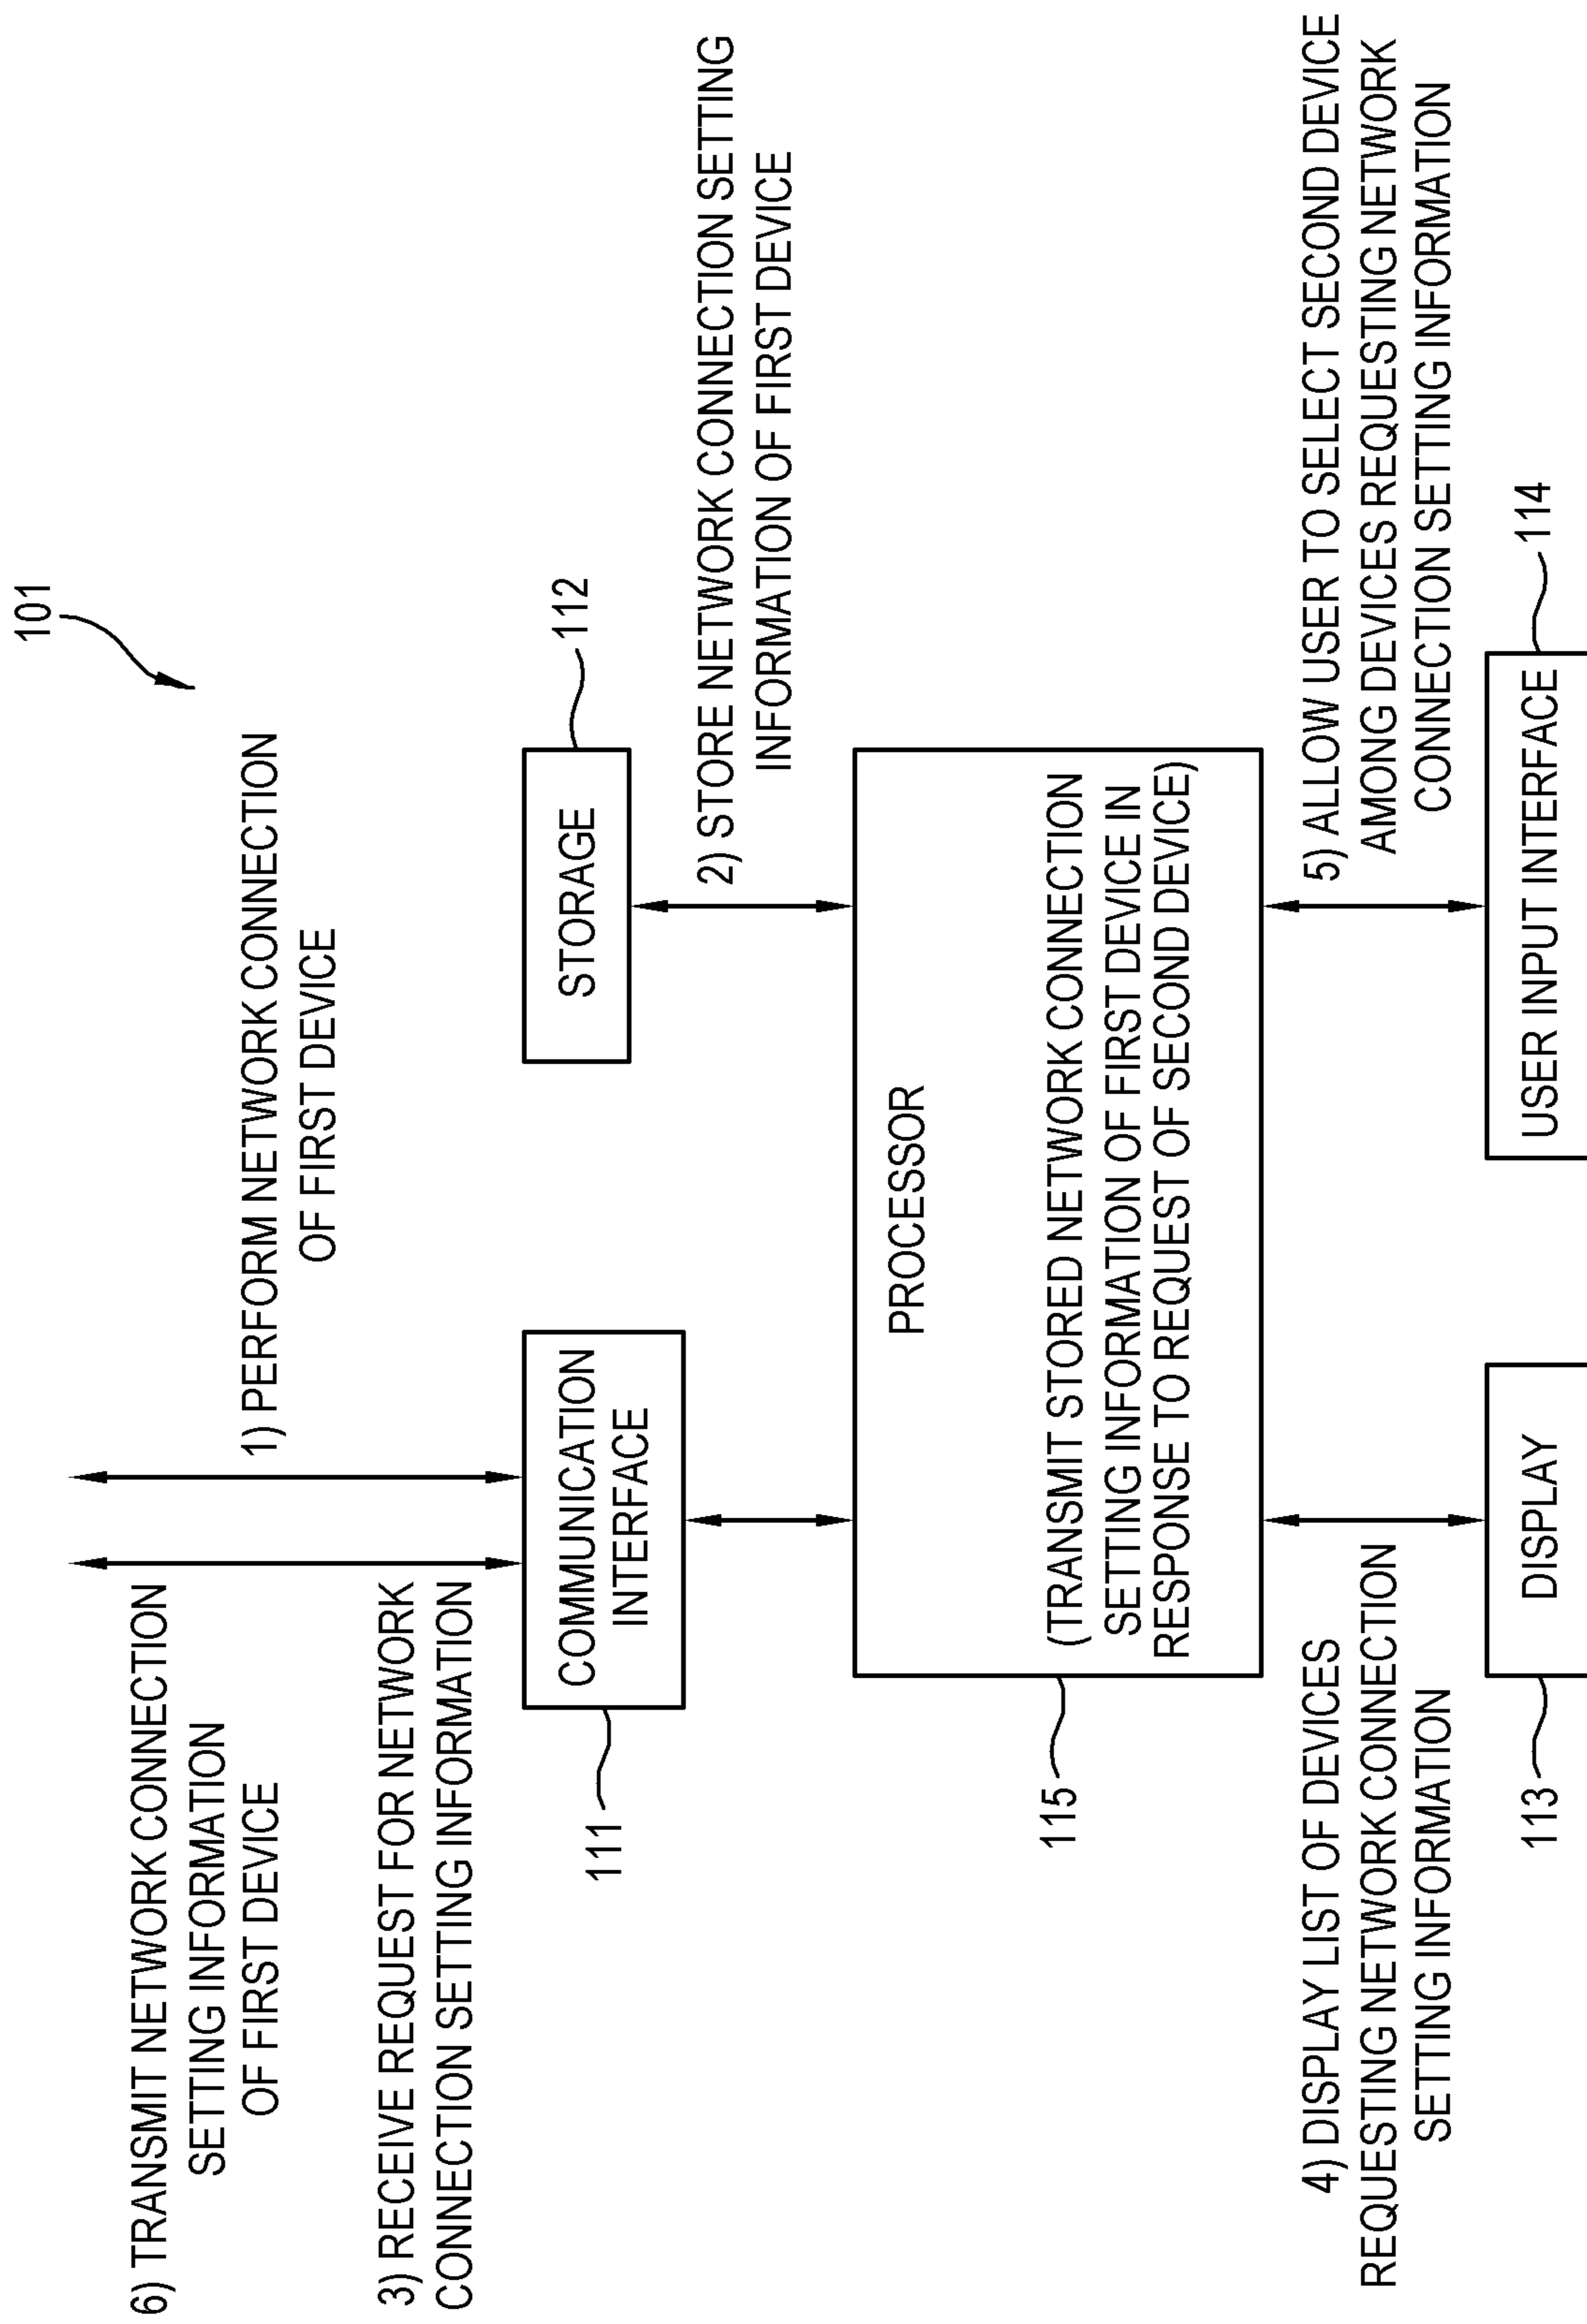 101
6) TRANSMIT NETWORK CONNECTION
SETTING INFORMATION
OF FIRST DEVICE
1) PERFORM NETWORK CONNECTION
OF FIRST DEVICE
3) RECEIVE REQUEST FOR NETWORK
CONNECTION SETTING INFORMATION
COMMUNICATION
INTERFACE
111
STORAGE
112
2) STORE NETWORK CONNECTION SETTING
INFORMATION OF FIRST DEVICE
PROCESSOR
(TRANSMIT STORED NETWORK CONNECTION
SETTING INFORMATION OF FIRST DEVICE IN
RESPONSE TO REQUEST OF SECOND DEVICE)
115
4) DISPLAY LIST OF DEVICES
REQUESTING NETWORK CONNECTION
SETTING INFORMATION
5) ALLOW USER TO SELECT SECOND DEVICE
AMONG DEVICES REQUESTING NETWORK
CONNECTION SETTING INFORMATION
DISPLAY
113
USER INPUT INTERFACE
114